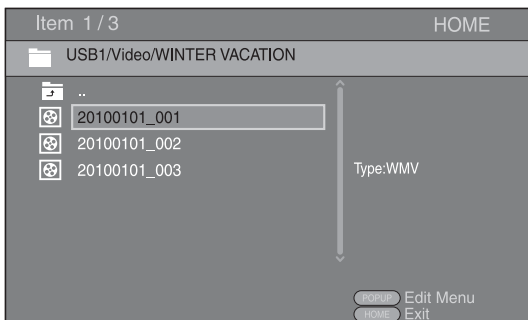 Item 1/3 HOME
USB1/Video/WINTER VACATION
..
20100101_001
20100101_002
20100101_003
Type:WMV
POPUP Edit Menu
HOME Exit